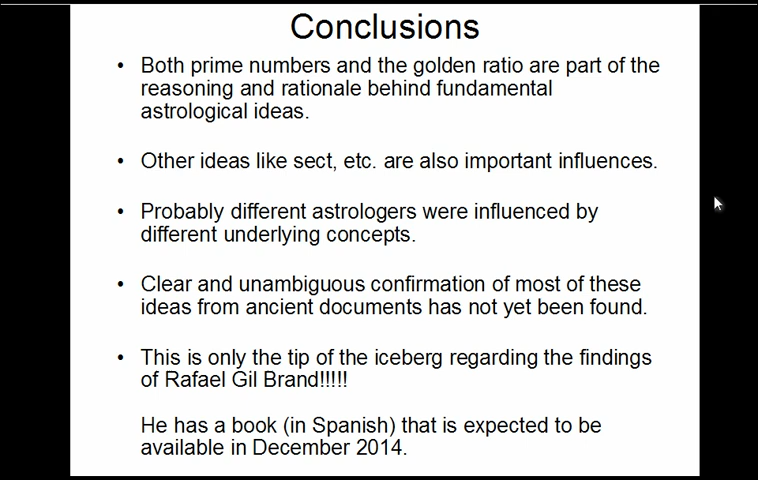 Conclusions
• Both prime numbers and the golden ratio are part of the
reasoning and rationale behind fundamental
astrological ideas.
• Other ideas like sect, etc. are also important influences.
• Probably different astrologers were influenced by
different underlying concepts.
• Clear and unambiguous confirmation of most of these
ideas from ancient documents has not yet been found.
• This is only the tip of the iceberg regarding the findings
of Rafael Gil Brand!!!!!
He has a book (in Spanish) that is expected to be
available in December 2014.